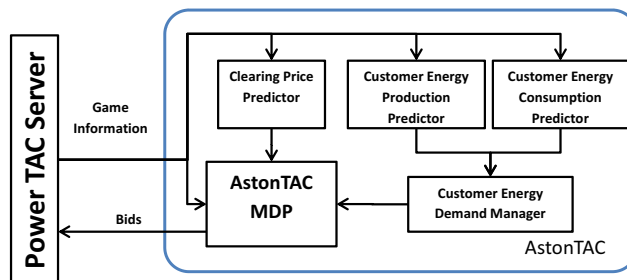 Power TAC Server
Game
Information
Bids
Clearing Price
Predictor
Customer Energy
Production
Predictor
Customer Energy
Consumption
Predictor
AstonTAC
MDP
Customer Energy
Demand Manager
AstonTAC